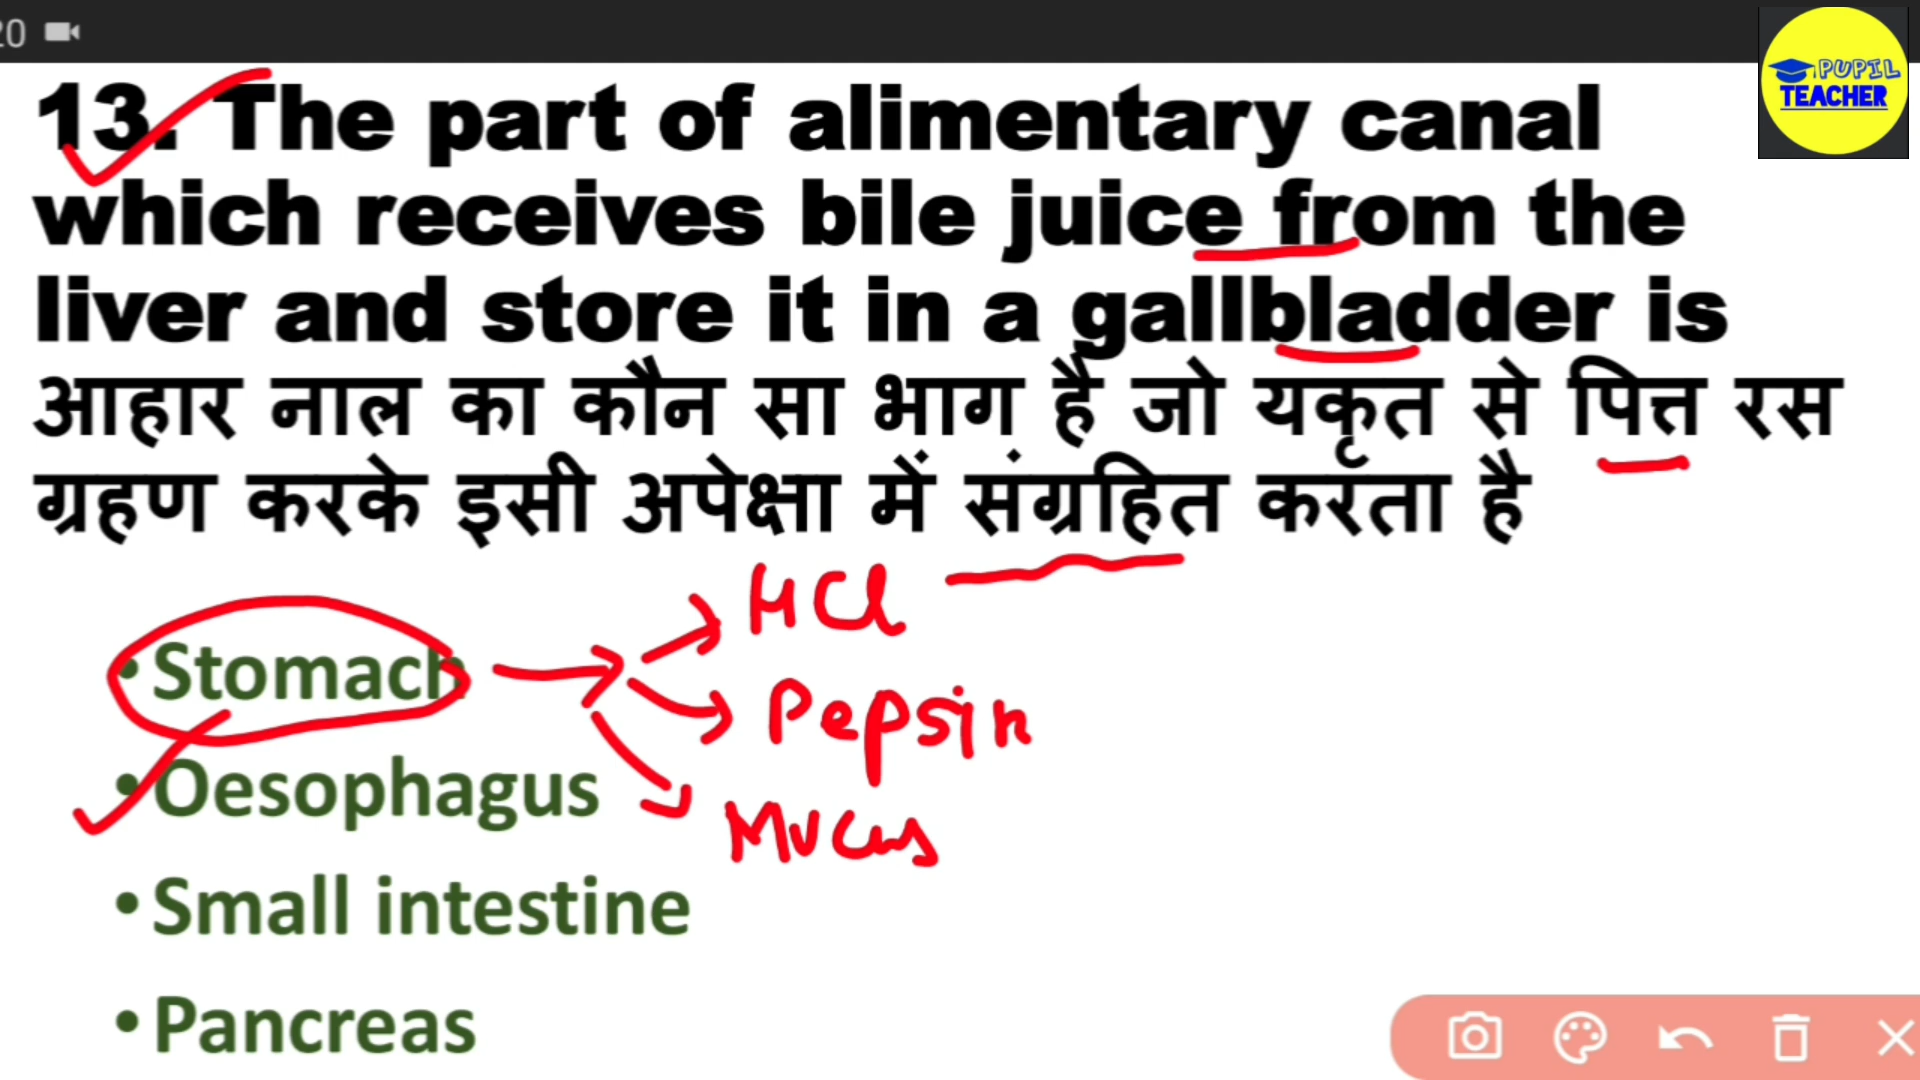 20
PUPIL
TEACHER
13. The part of alimentary canal
which receives bile juice from the
liver and store it in a gallbladder is
आहार नाल का कौन सा भाग है जो यकृत से पित्त रस
ग्रहण करके इसी अपेक्षा में संग्रहित करता है
• Stomach
HCl
Pepsin
Mucus
• Oesophagus
• Small intestine
• Pancreas